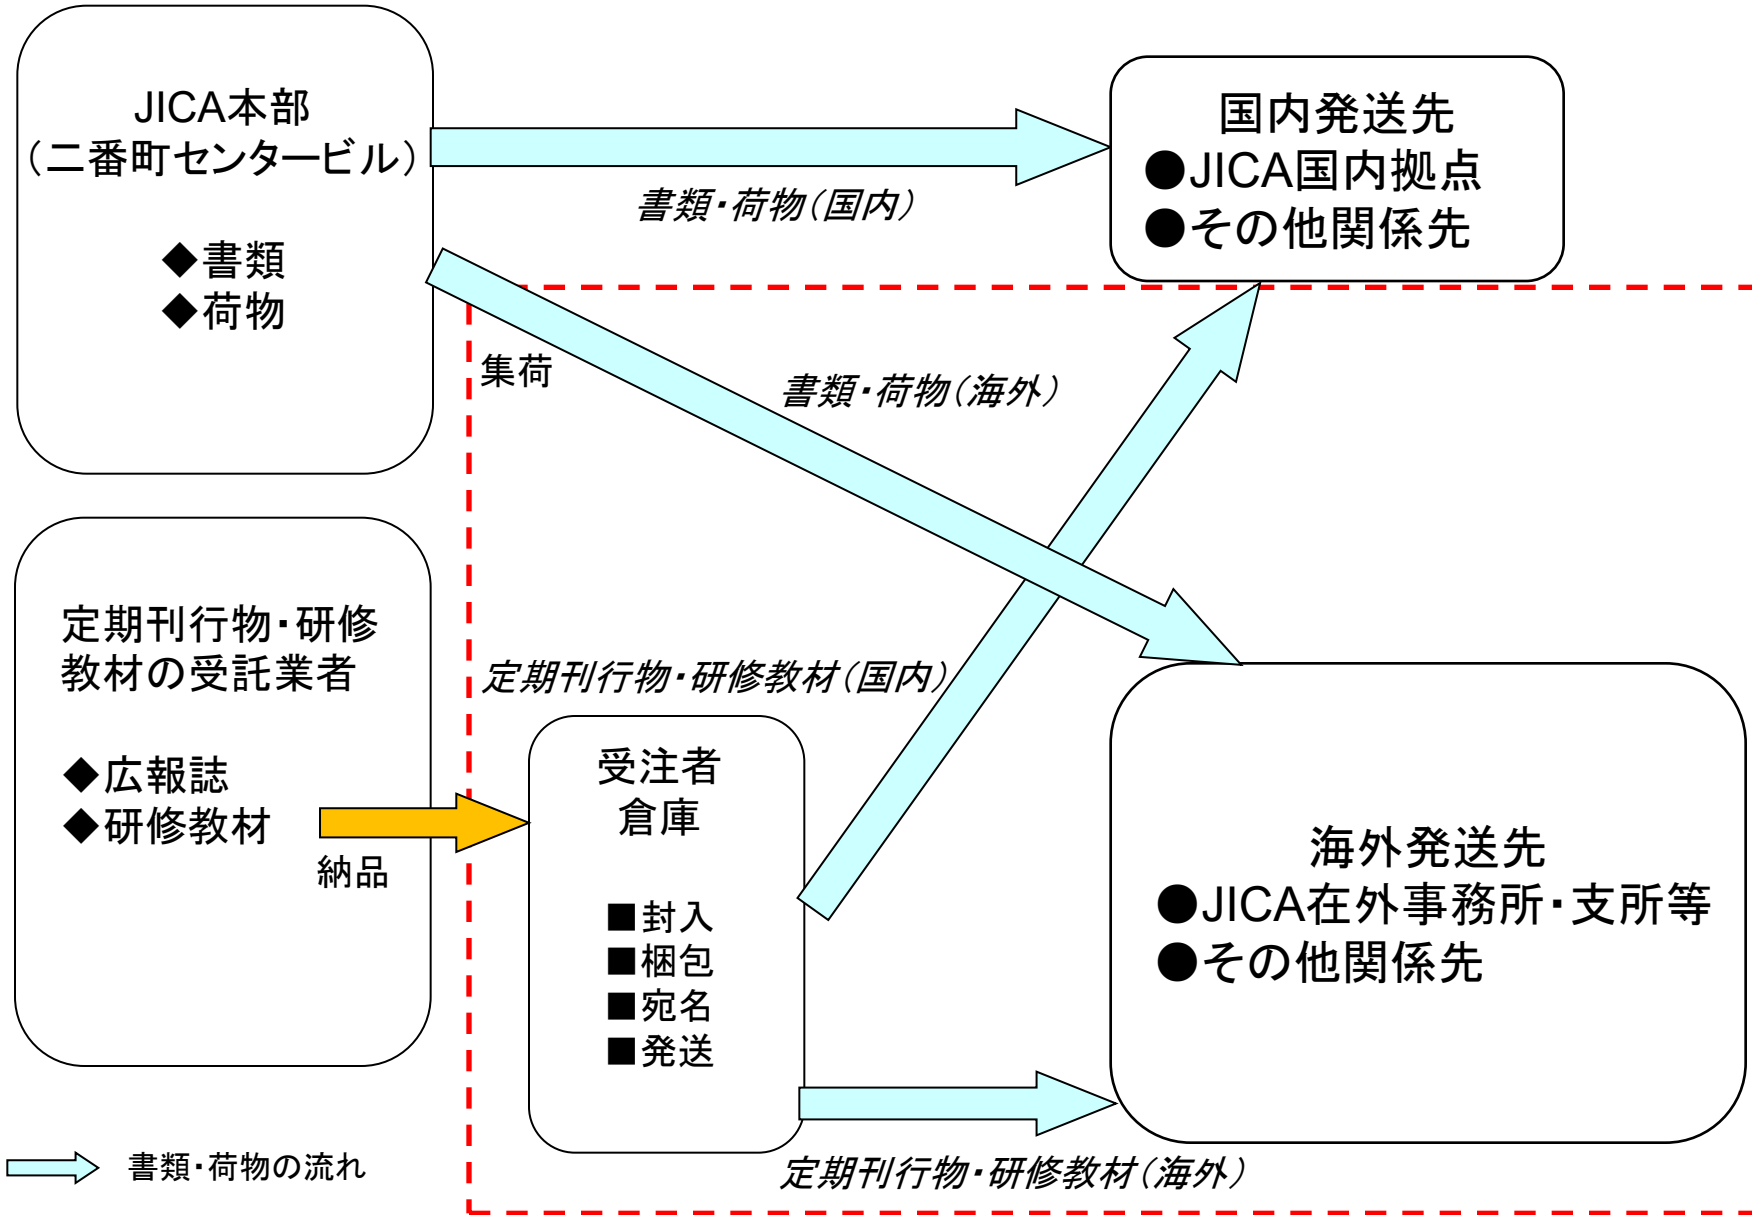 JICA本部
（二番町センタービル）
◆書類
◆荷物
国内発送先
●JICA国内拠点
●その他関係先
書類・荷物（国内）
集荷
書類・荷物（海外）
定期刊行物・研修
教材の受託業者
◆広報誌
◆研修教材
納品
定期刊行物・研修教材（国内）
受注者
倉庫
■封入
■梱包
■宛名
■発送
海外発送先
●JICA在外事務所・支所等
●その他関係先
定期刊行物・研修教材（海外）
書類・荷物の流れ